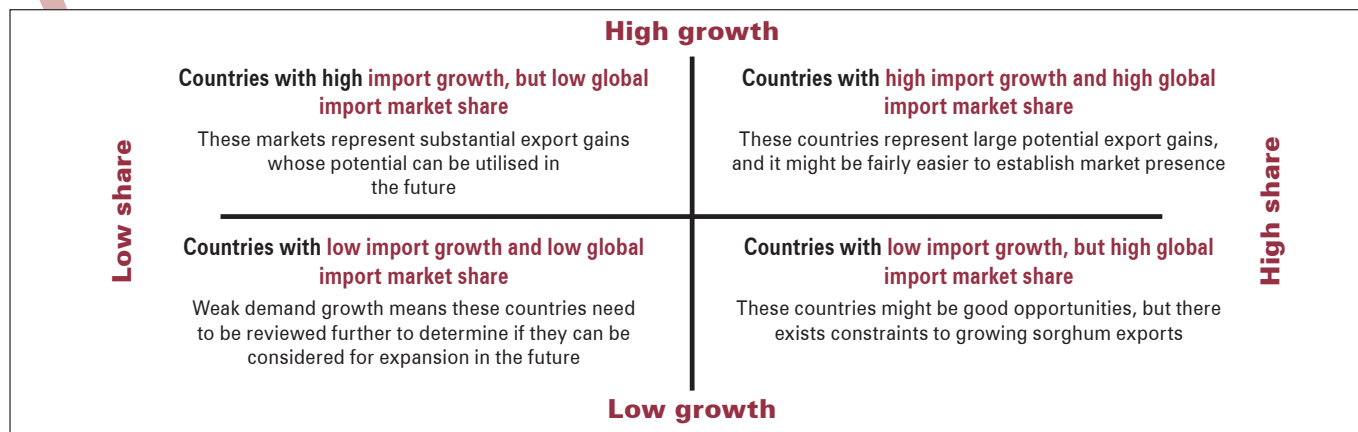 High growth
Low share
Countries with high import growth, but low global
import market share
These markets represent substantial export gains
whose potential can be utilised in
the future
Countries with high import growth and high global
import market share
These countries represent large potential export gains,
and it might be fairly easier to establish market presence
High share
Countries with low import growth and low global
import market share
Weak demand growth means these countries need
to be reviewed further to determine if they can be
considered for expansion in the future
Countries with low import growth, but high global
import market share
These countries might be good opportunities, but there
exists constraints to growing sorghum exports
Low growth